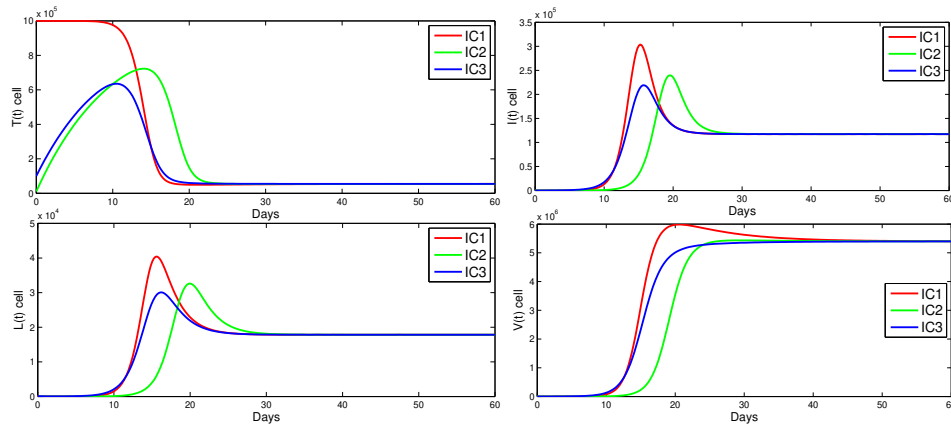 x 10^5
10
8
6
4
2
0
0 10 20 30 40 50 60
Days
T(t) cell
IC1
IC2
IC3
x 10^5
3.5
3
2.5
2
1.5
1
0.5
0
0 10 20 30 40 50 60
Days
I(t) cell
IC1
IC2
IC3
x 10^4
5
4
3
2
1
0
0 10 20 30 40 50 60
Days
L(t) cell
IC1
IC2
IC3
x 10^6
6
5
4
3
2
1
0
0 10 20 30 40 50 60
Days
V(t) cell
IC1
IC2
IC3